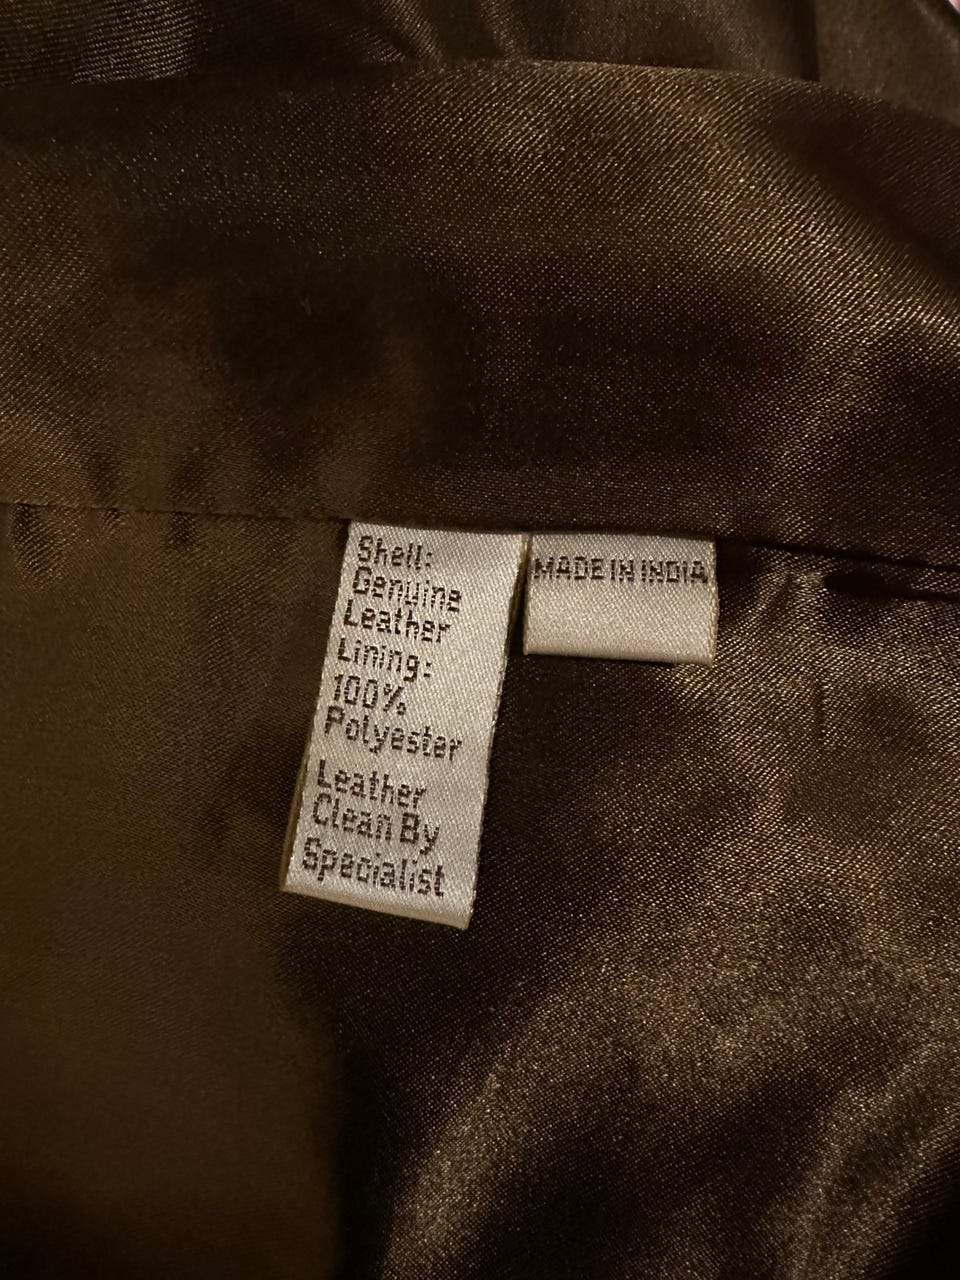 Shell:
Genuine
Leather
Lining:
100%
Polyester
Leather
Clean By
Specialist
MADE IN INDIA